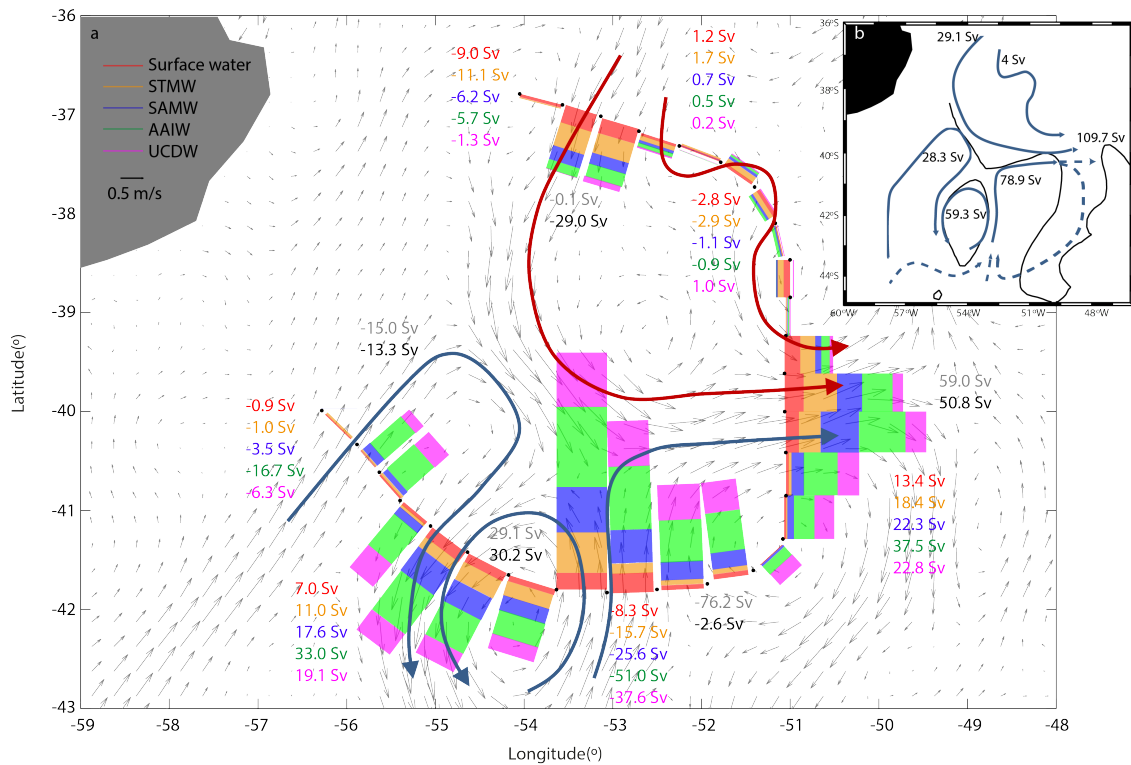 a
Surface water
STMW
SAMW
AAIW
UCDW
0.5 m/s
-9.0 Sv
-11.1 Sv
-6.2 Sv
-5.7 Sv
-1.3 Sv
1.2 Sv
1.7 Sv
0.7 Sv
0.5 Sv
0.2 Sv
-0.1 Sv
-29.0 Sv
-2.8 Sv
-2.9 Sv
-1.1 Sv
-0.9 Sv
1.0 Sv
-15.0 Sv
-13.3 Sv
-0.9 Sv
-1.0 Sv
-3.5 Sv
-16.7 Sv
-6.3 Sv
59.0 Sv
50.8 Sv
13.4 Sv
18.4 Sv
22.3 Sv
37.5 Sv
22.8 Sv
29.1 Sv
30.2 Sv
7.0 Sv
11.0 Sv
17.6 Sv
33.0 Sv
19.1 Sv
-76.2 Sv
-2.6 Sv
-8.3 Sv
-15.7 Sv
-25.6 Sv
-51.0 Sv
-37.6 Sv
-36
-37
-38
-39
-40
-41
-42
-43
Latitude(º)
-59
-58
-57
-56
-55
-54
-53
-52
-51
-50
-49
-48
Longitude(º)
b
29.1 Sv
4 Sv
109.7 Sv
28.3 Sv
78.9 Sv
59.3 Sv
36°S
38°S
40°S
42°S
44°S
60°W
57°W
54°W
51°W
48°W